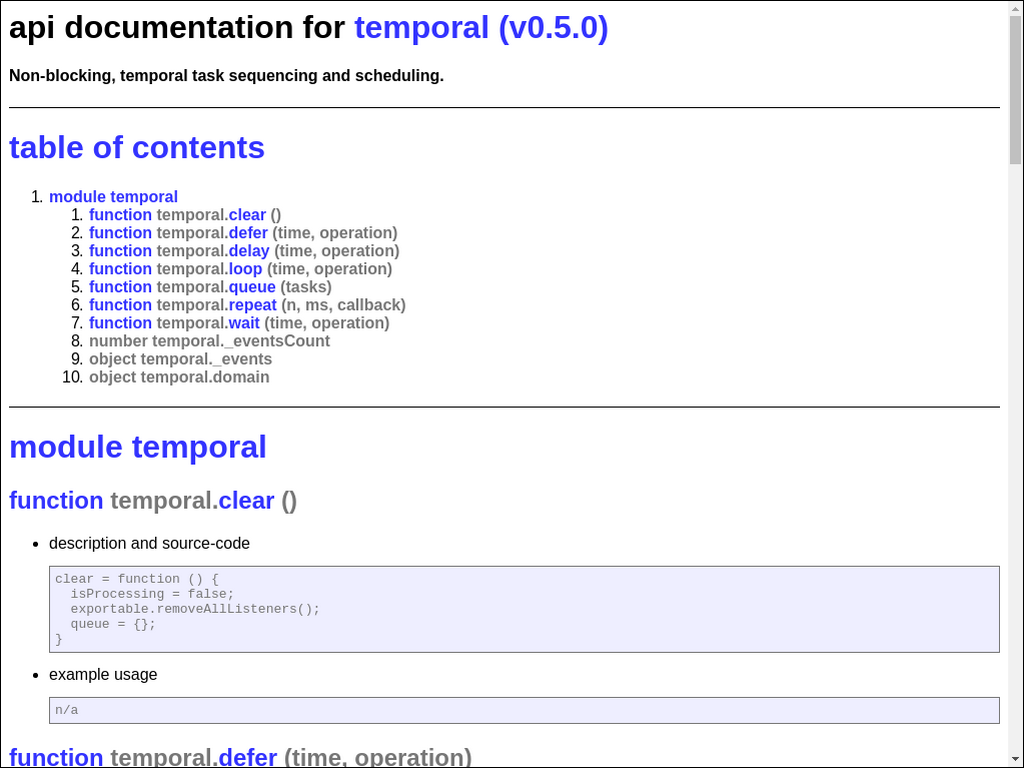 api documentation for temporal (v0.5.0)
Non-blocking, temporal task sequencing and scheduling.
table of contents
1. module temporal
1. function temporal.clear ()
2. function temporal.defer (time, operation)
3. function temporal.delay (time, operation)
4. function temporal.loop (time, operation)
5. function temporal.queue (tasks)
6. function temporal.repeat (n, ms, callback)
7. function temporal.wait (time, operation)
8. number temporal._eventsCount
9. object temporal._events
10. object temporal.domain
module temporal
function temporal.clear ()
• description and source-code
clear = function () {
  isProcessing = false;
  exportable.removeAllListeners();
  queue = {};
}
• example usage
n/a
function temporal.defer (time, operation)